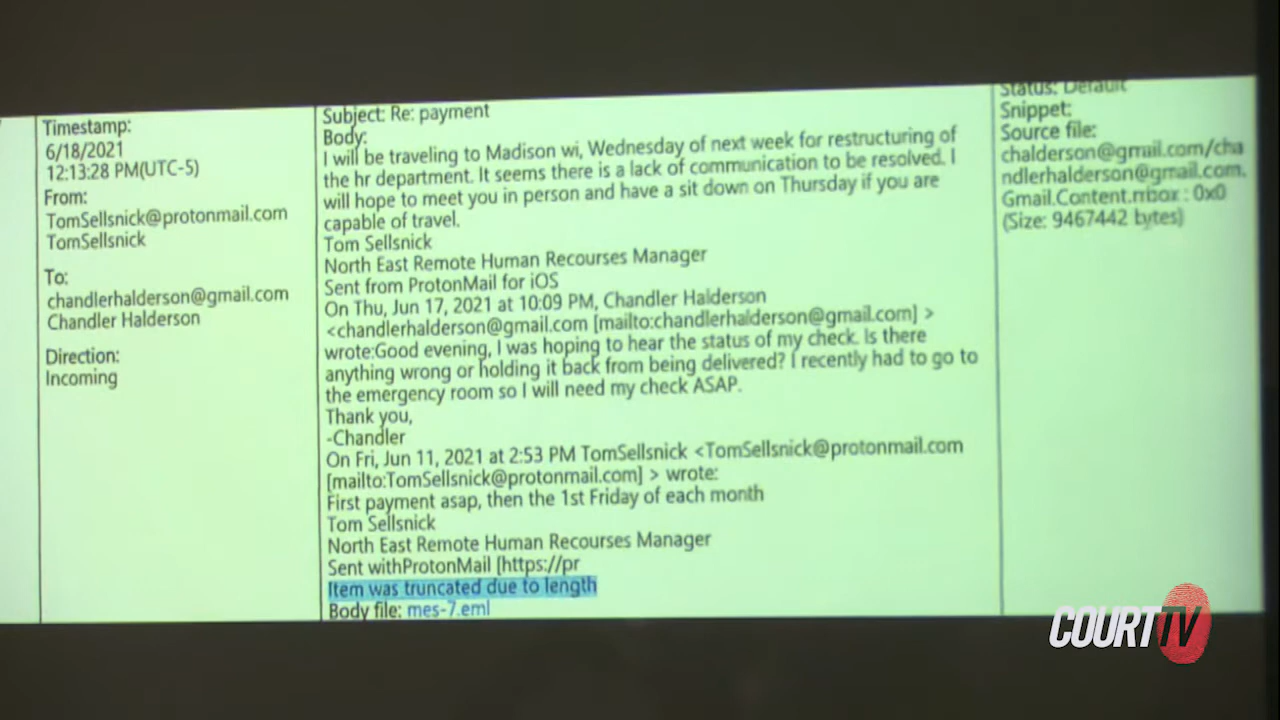 Timestamp:
6/18/2021
12:13:28 PM(UTC-5)
From:
TomSellsnick@protonmail.com
TomSellsnick
To:
chandlerhalderson@gmail.com
Chandler Halderson
Direction:
Incoming
Subject: Re: payment
Body:
I will be traveling to Madison wi, Wednesday of next week for restructuring of
the hr department. It seems there is a lack of communication to be resolved. I
will hope to meet you in person and have a sit down on Thursday if you are
capable of travel.
Tom Sellsnick
North East Remote Human Recourses Manager
Sent from ProtonMail for iOS
On Thu, Jun 17, 2021 at 10:09 PM, Chandler Halderson
<chandlerhalderson@gmail.com [mailto:chandlerhalderson@gmail.com] >
wrote:Good evening, I was hoping to hear the status of my check. Is there
anything wrong or holding it back from being delivered? I recently had to go to
the emergency room so I will need my check ASAP.
Thank you,
-Chandler
On Fri, Jun 11, 2021 at 2:53 PM TomSellsnick <TomSellsnick@protonmail.com
[mailto:TomSellsnick@protonmail.com] > wrote:
First payment asap, then the 1st Friday of each month
Tom Sellsnick
North East Remote Human Recourses Manager
Sent withProtonMail [https://pr
Item was truncated due to length
Body file: mes-7.eml
Status: Default
Snippet:
Source file:
chalderson@gmail.com/cha
ndlerhalderson@gmail.com.
Gmail.Content.mbox : 0x0
(Size: 9467442 bytes)
COURT TV